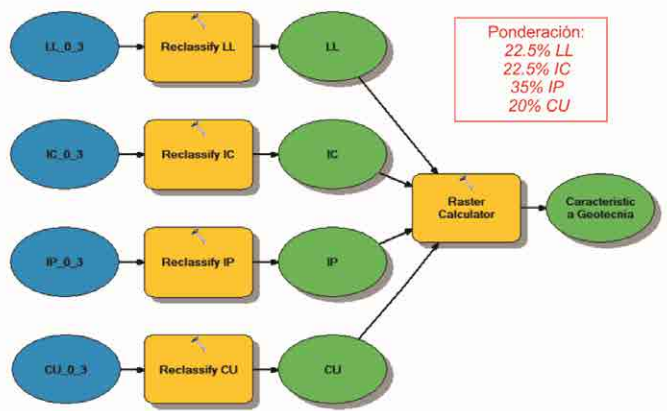 LL_0_3
Reclassify LL
LL
Ponderación:
22.5% LL
22.5% IC
35% IP
20% CU
IC_0_3
Reclassify IC
IC
Raster
Calculator
Característic
a Geotecnia
IP_0_3
Reclassify IP
IP
CU_0_3
Reclassify CU
CU